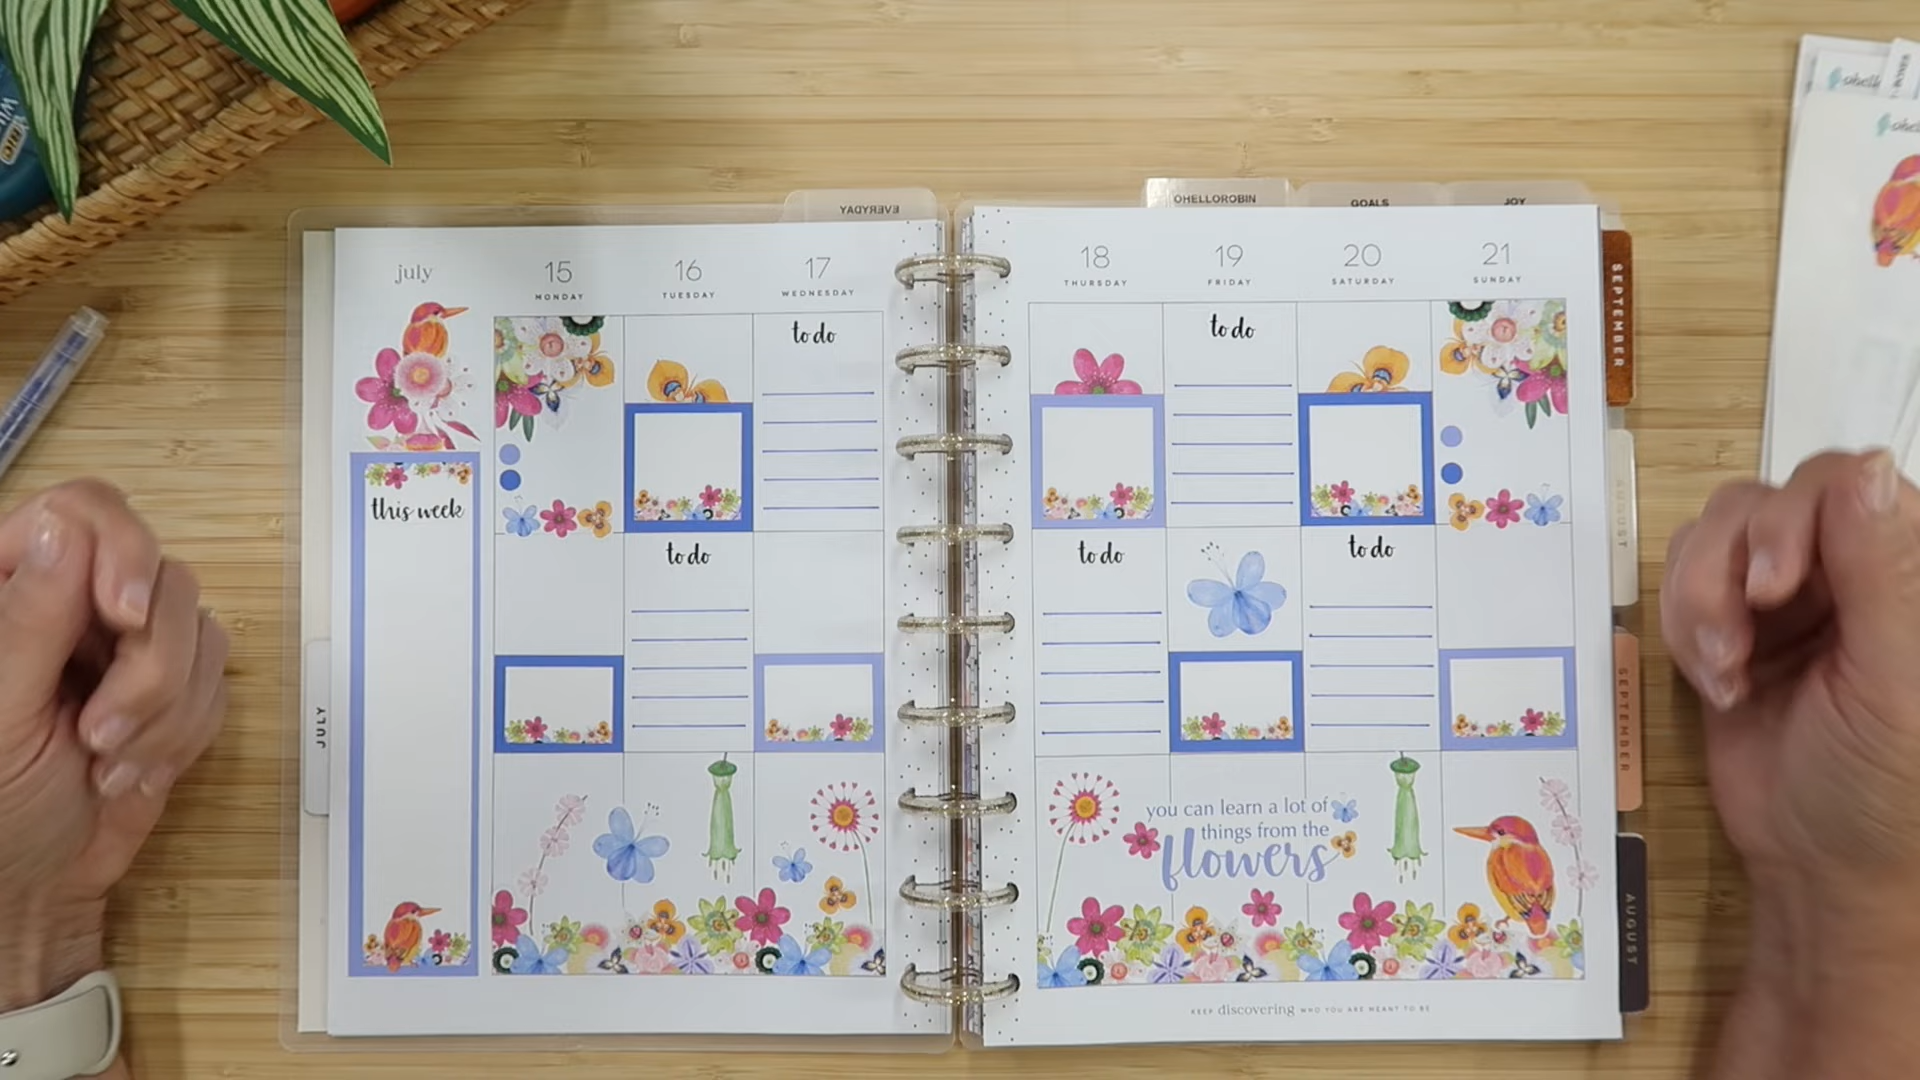 EVERYDAY
OHELLOROBIN
GOALS
JOY
july
15
MONDAY
16
TUESDAY
17
WEDNESDAY
18
THURSDAY
19
FRIDAY
20
SATURDAY
21
SUNDAY
to do
to do
this week
to do
to do
to do
you can learn a lot of
things from the
flowers
KEEP discovering WHO YOU ARE MEANT TO BE
JULY
SEPTEMBER
AUGUST
SEPTEMBER
AUGUST
BIC